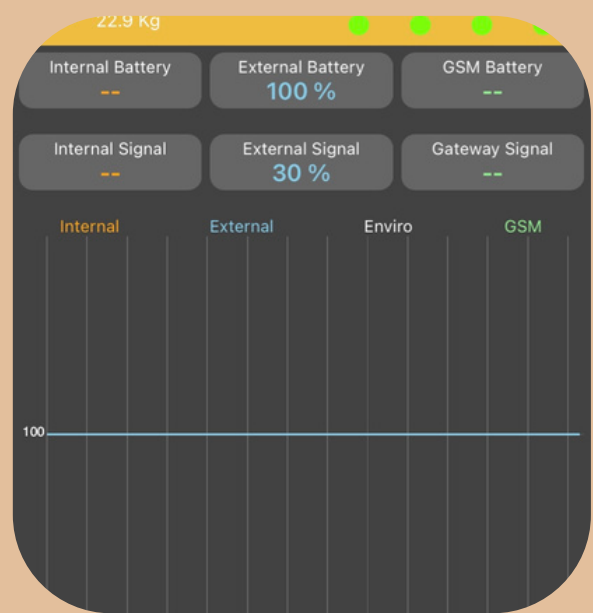 22.9 Kg
Internal Battery External Battery GSM Battery
-- 100 % --
Internal Signal External Signal Gateway Signal
-- 30 % --
Internal External Enviro GSM
100